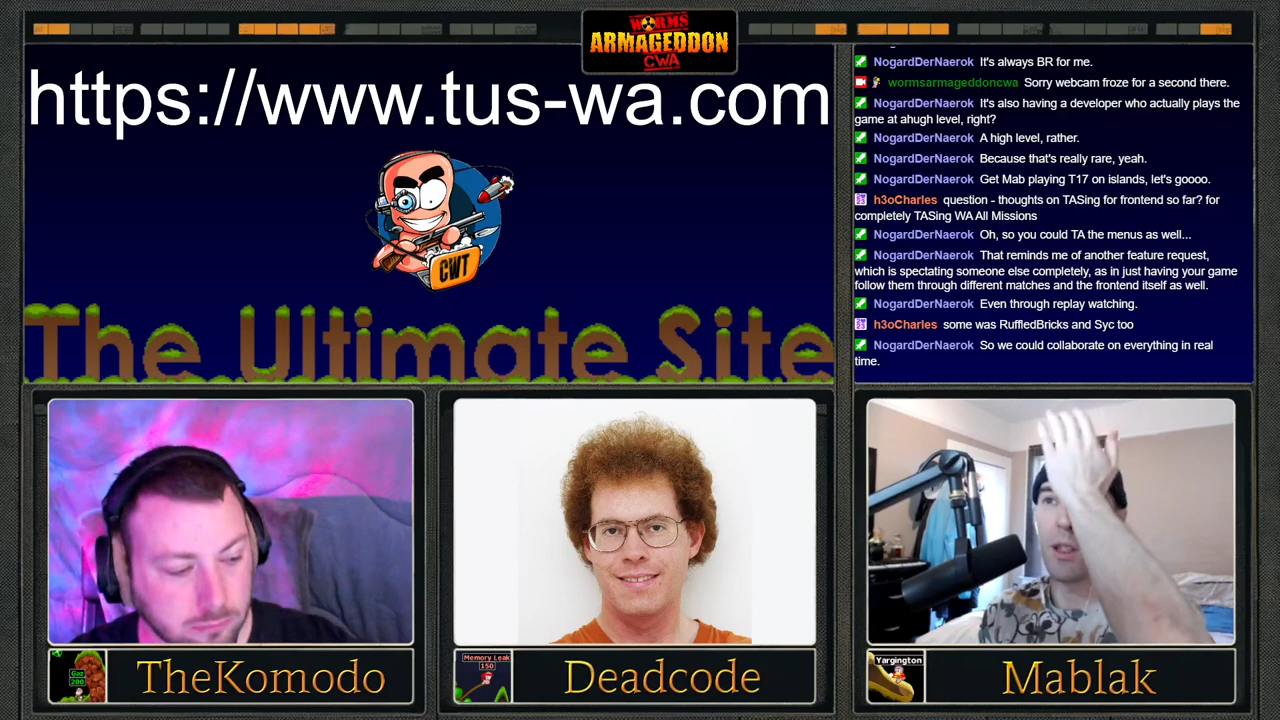 WORMS
ARMAGEDDON
CWA
https://www.tus-wa.com
CWT
The Ultimate Site
NogardDerNaerok It's always BR for me.
wormsarmageddoncwa Sorry webcam froze for a second there.
NogardDerNaerok It's also having a developer who actually plays the
game at ahugh level, right?
NogardDerNaerok A high level, rather.
NogardDerNaerok Because that's really rare, yeah.
NogardDerNaerok Get Mab playing T17 on islands, let's goooo.
h3oCharles question - thoughts on TASing for frontend so far? for
completely TASing WA All Missions
NogardDerNaerok Oh, so you could TA the menus as well...
NogardDerNaerok That reminds me of another feature request,
which is spectating someone else completely, as in just having your game
follow them through different matches and the frontend itself as well.
NogardDerNaerok Even through replay watching.
h3oCharles some was RuffledBricks and Syc too
NogardDerNaerok So we could collaborate on everything in real
time.
Gaz
200
TheKomodo
Memory Leak
150
Deadcode
Yargington
Mablak